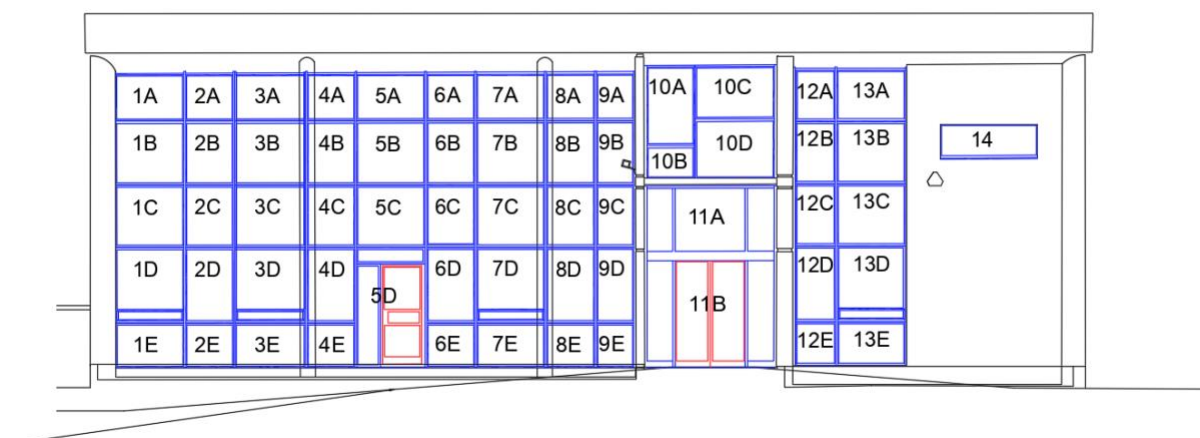 1A 2A 3A 4A 5A 6A 7A 8A 9A 10A 10C 12A 13A
1B 2B 3B 4B 5B 6B 7B 8B 9B 10B 10D 12B 13B 14
1C 2C 3C 4C 5C 6C 7C 8C 9C 11A 12C 13C
1D 2D 3D 4D 5D 6D 7D 8D 9D 11B 12D 13D
1E 2E 3E 4E 6E 7E 8E 9E 12E 13E